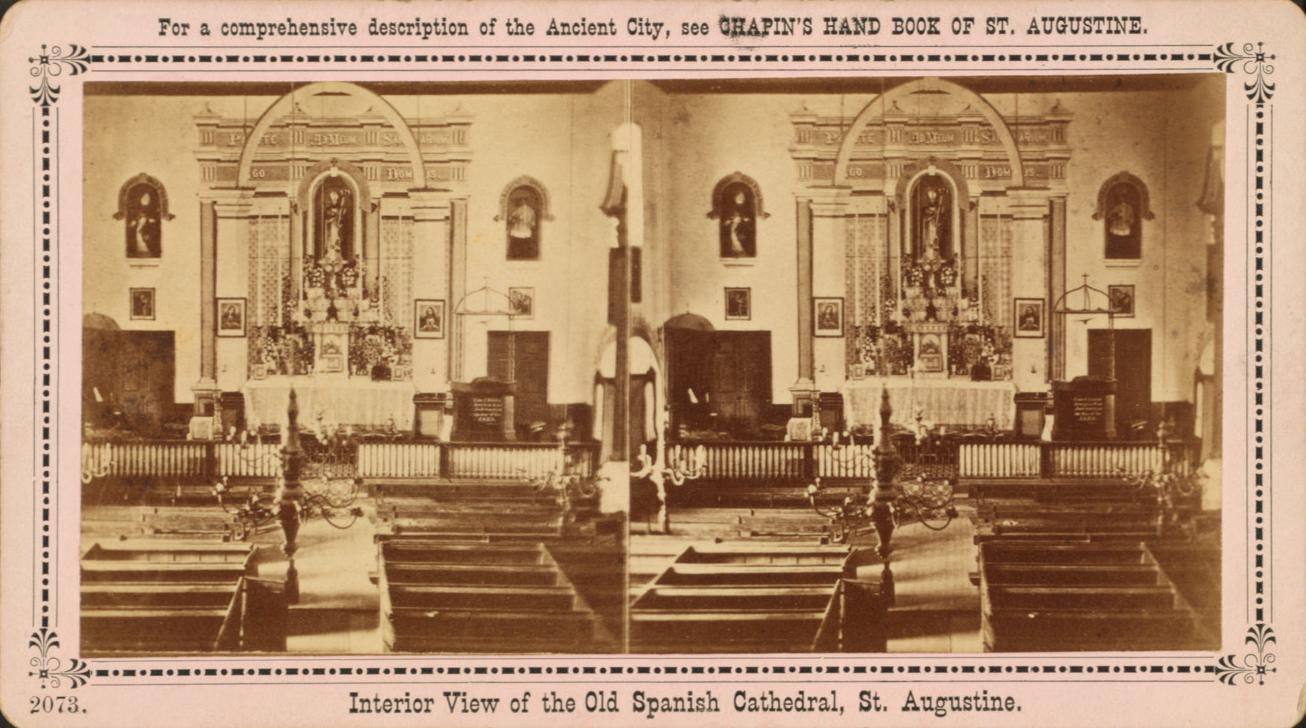 For a comprehensive description of the Ancient City, see CHAPIN'S HAND BOOK OF ST. AUGUSTINE.
GO
2073.
Interior View of the Old Spanish Cathedral, St. Augustine.